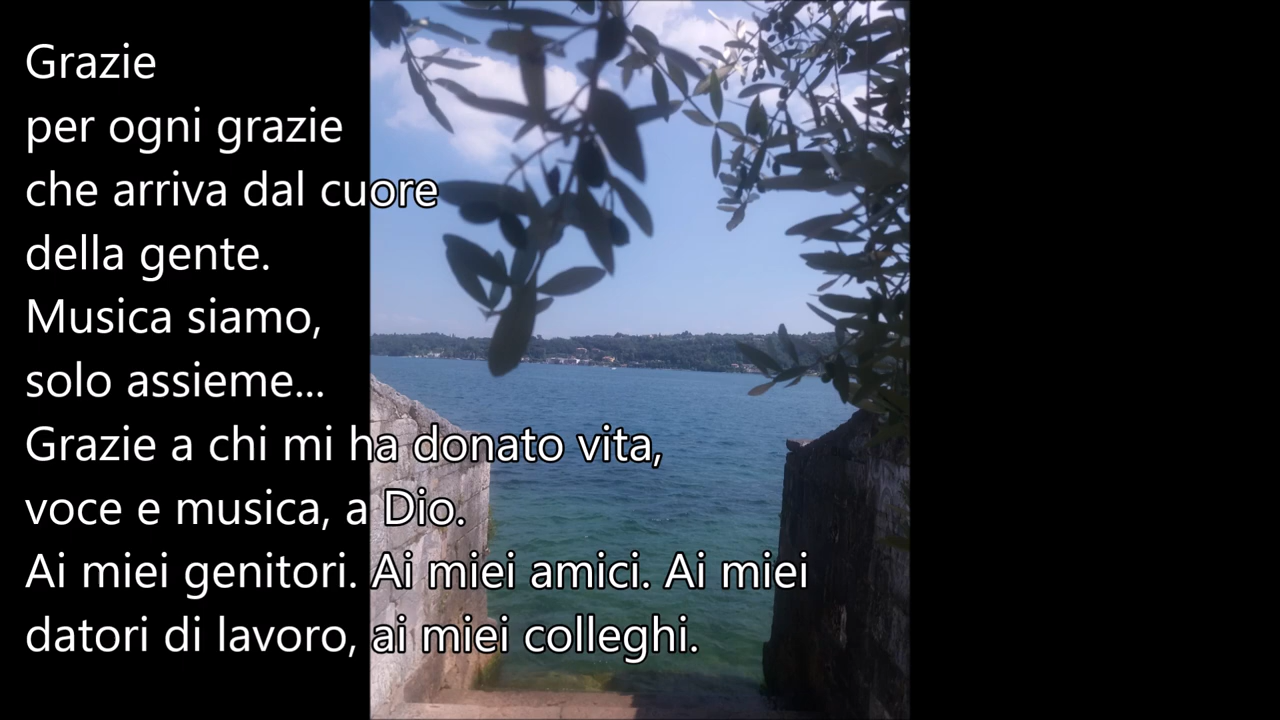 Grazie
per ogni grazie
che arriva dal cuore
della gente.
Musica siamo,
solo assieme...
Grazie a chi mi ha donato vita,
voce e musica, a Dio.
Ai miei genitori. Ai miei amici. Ai miei
datori di lavoro, ai miei colleghi.